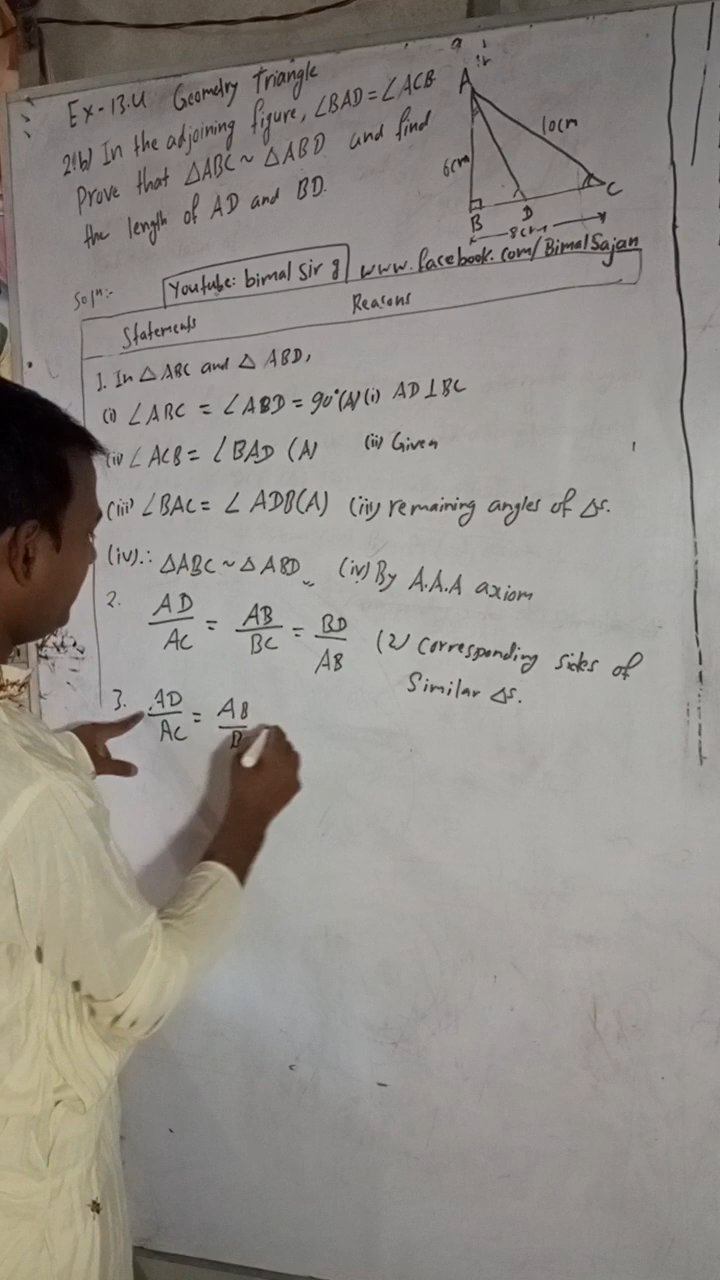 Ex-13.4 Geometry Triangle
2(b) In the adjoining figure, ∠BAD = ∠ACB
Prove that △ABC ~ △ABD and find
the length of AD and BD.
A
10cm
6cm
B
D
C
8cm
Solⁿ:-
Youtube: bimal sir g
www.facebook.com/BimalSajan
Statements
Reasons
1. In △ABC and △ ABD,
(i) ∠ABC = ∠ABD = 90°(A) (i) AD⊥BC
(ii) ∠ACB = ∠BAD (A) (ii) Given
(iii) ∠BAC = ∠ADB(A) (iii) remaining angles of △s.
(iv) ∴ △ABC ~ △ABD (iv) By A.A.A axiom
2. AD/AC = AB/BC = BD/AB (2) Corresponding sides of
Similar △s.
3. AD/AC = AB/B